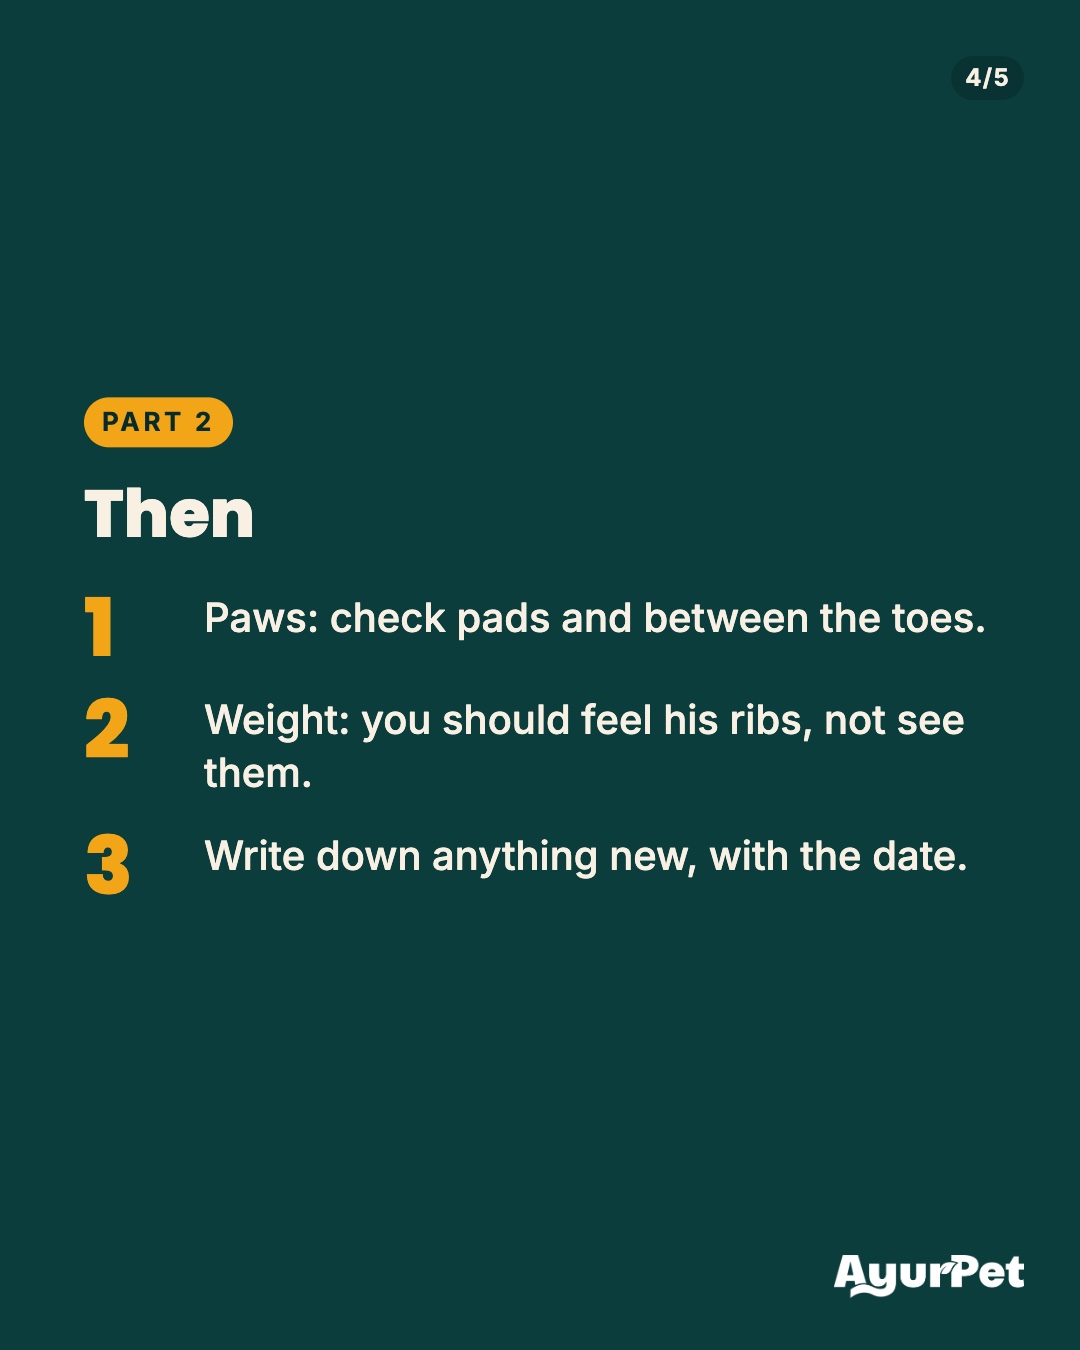 4/5
PART 2
Then
1 Paws: check pads and between the toes.
2 Weight: you should feel his ribs, not see
them.
3 Write down anything new, with the date.
AyurPet